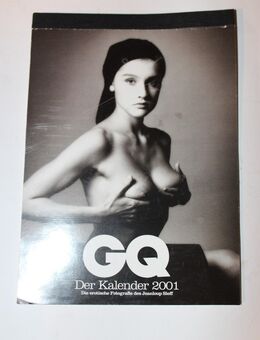 GQ
Der Kalender 2001
Die erotische Fotografie des Jeanloup Sieff